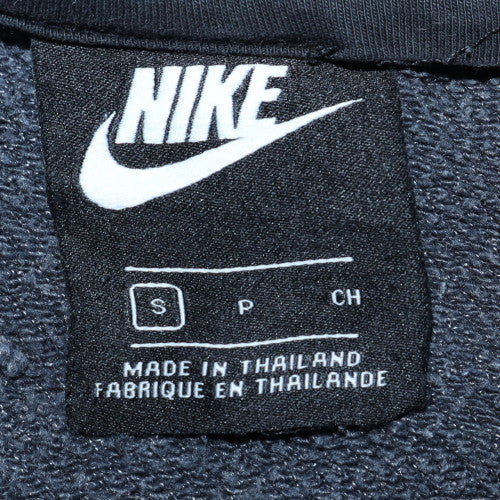 NIKE
S P CH
MADE IN THAILAND
FABRIQUE EN THAILANDE